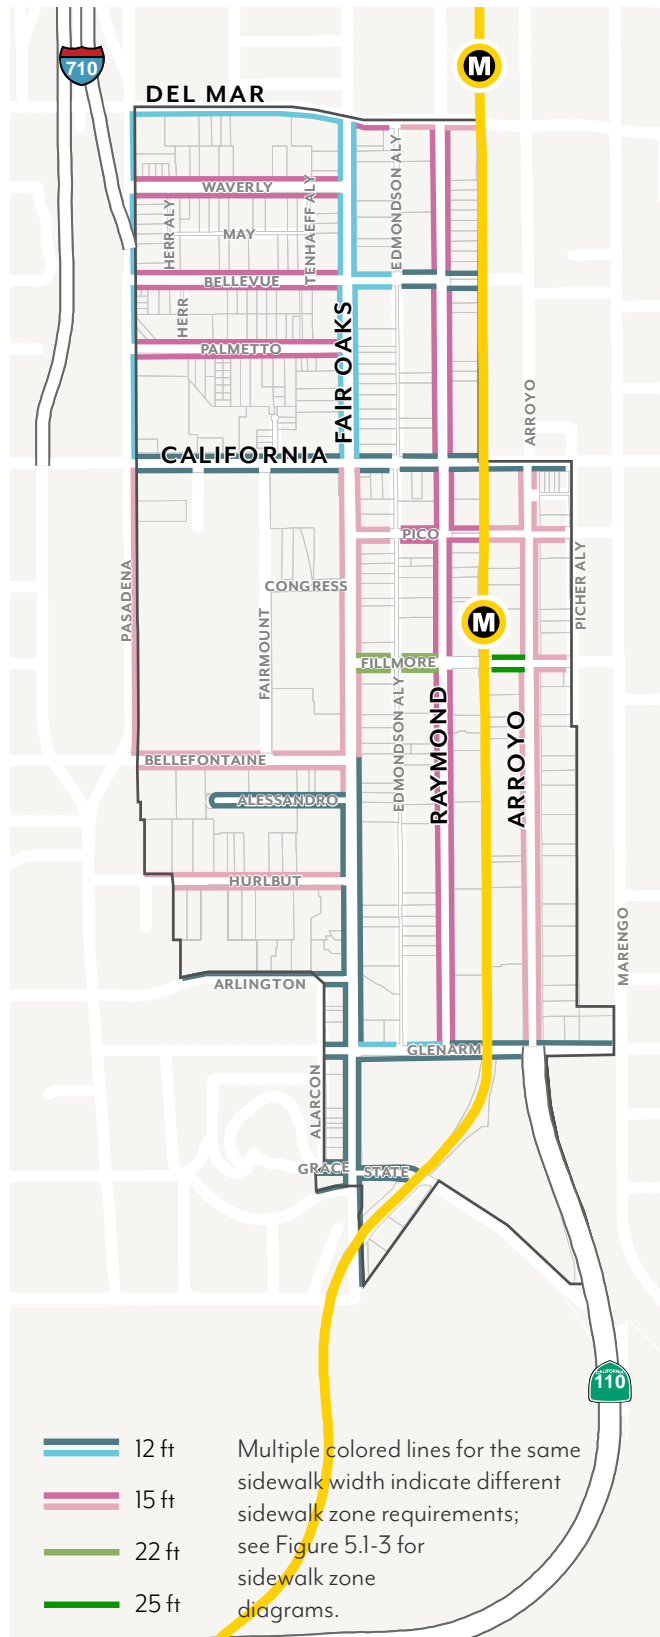 710
M
DEL MAR
EDMONDSON ALY
WAVERLY
TENHAEFF ALY
HERR ALY
MAY
BELLEVUE
HERR
FAIR OAKS
PALMETTO
ARROYO
CALIFORNIA
PICO
PICHER ALY
PASADENA
CONGRESS
FAIRMOUNT
M
FILLMORE
EDMONDSON ALY
RAYMOND
ARROYO
BELLEFONTAINE
ALESSANDRO
HURLBUT
MARENGO
ARLINGTON
GLENARM
ALARCON
GRACE
STATE
CALIFORNIA
110
12 ft
15 ft
22 ft
25 ft
Multiple colored lines for the same
sidewalk width indicate different
sidewalk zone requirements;
see Figure 5.1-3 for
sidewalk zone
diagrams.